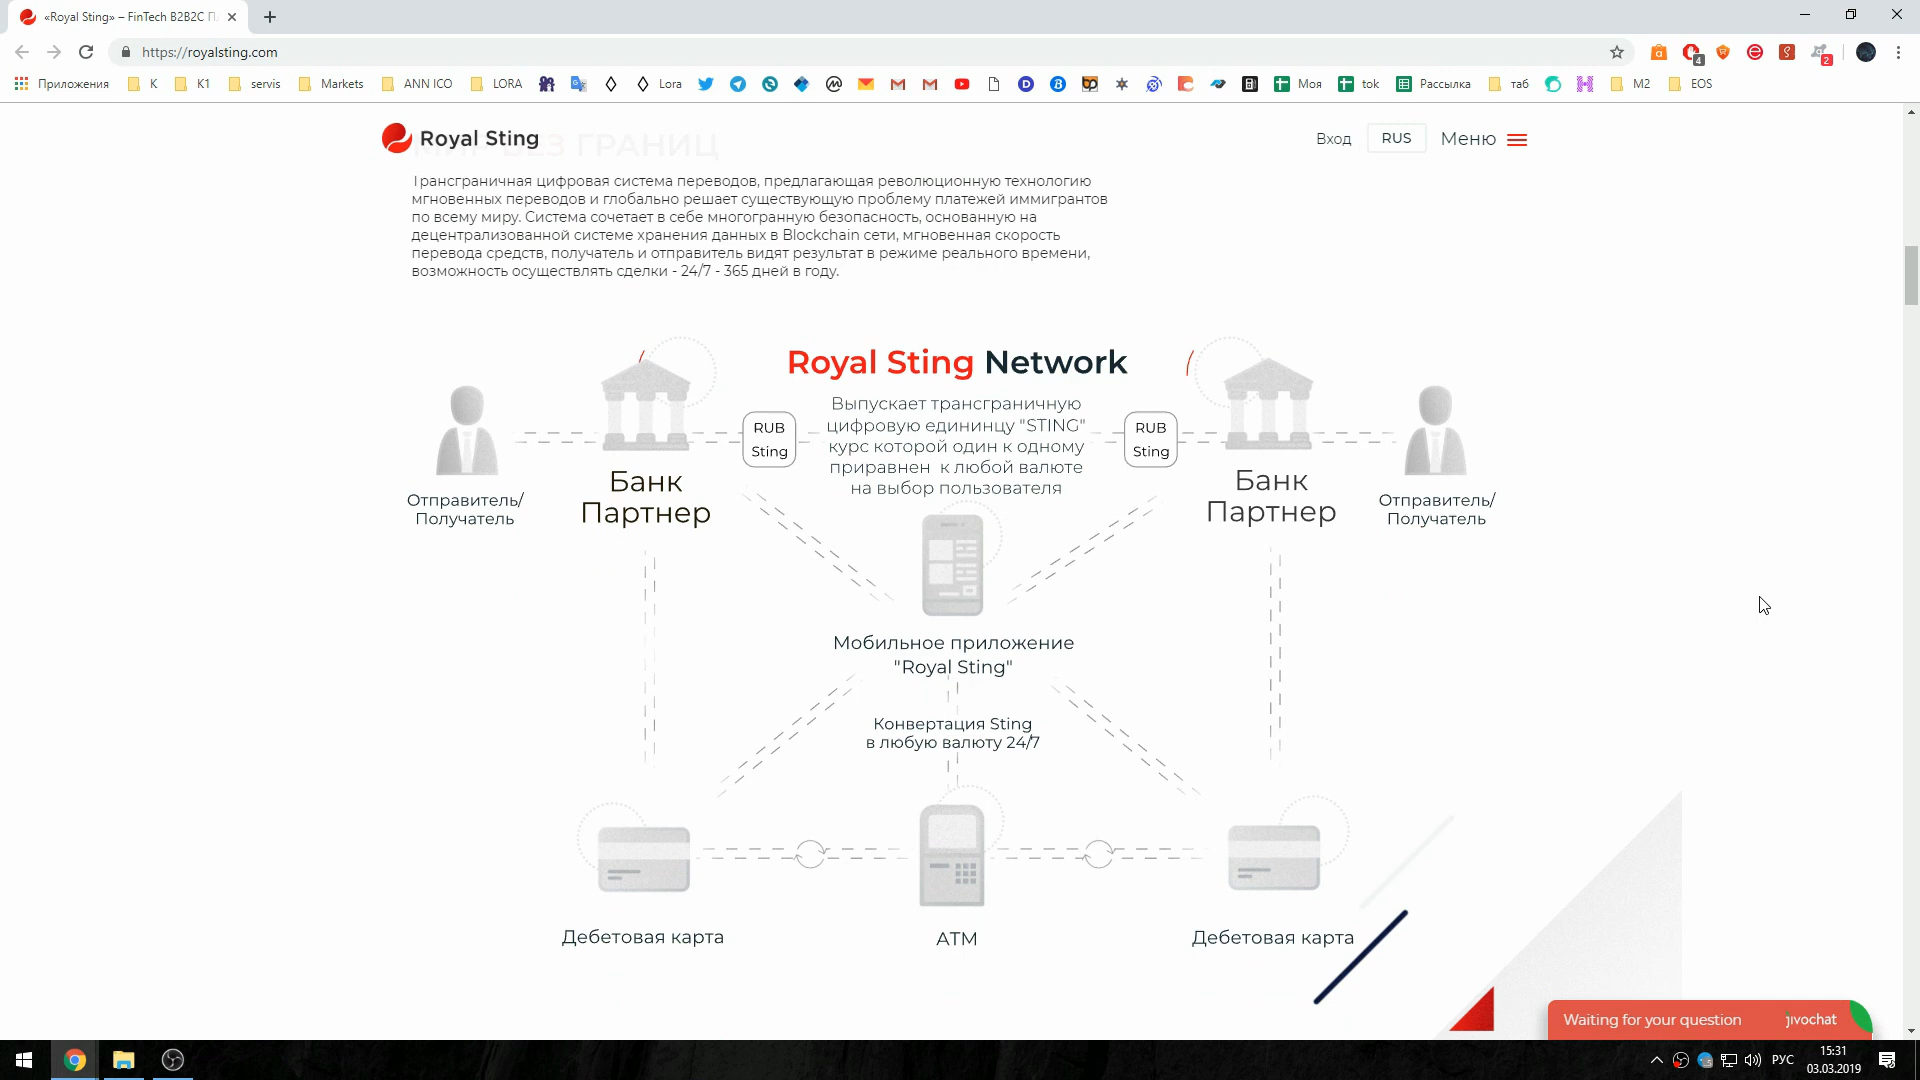 «Royal Sting» – FinTech B2B2C П
https://royalsting.com
4
2
Приложения
K
K1
servis
Markets
ANN ICO
LORA
Lora
Моя
tok
Рассылка
таб
M2
EOS
Royal Sting
МИР БЕЗ ГРАНИЦ
Вход
RUS
Меню
Трансграничная цифровая система переводов, предлагающая революционную технологию
мгновенных переводов и глобально решает существующую проблему платежей иммигрантов
по всему миру. Система сочетает в себе многогранную безопасность, основанную на
децентрализованной системе хранения данных в Blockchain сети, мгновенная скорость
перевода средств, получатель и отправитель видят результат в режиме реального времени,
возможность осуществлять сделки - 24/7 - 365 дней в году.
Royal Sting Network
Выпускает трансграничную
цифровую едининцу "STING"
курс которой один к одному
приравнен к любой валюте
на выбор пользователя
RUB
Sting
RUB
Sting
Отправитель/
Получатель
Банк
Партнер
Банк
Партнер
Отправитель/
Получатель
Мобильное приложение
"Royal Sting"
Конвертация Sting
в любую валюту 24/7
Дебетовая карта
ATM
Дебетовая карта
Waiting for your question
jivochat
РУС
15:31
03.03.2019